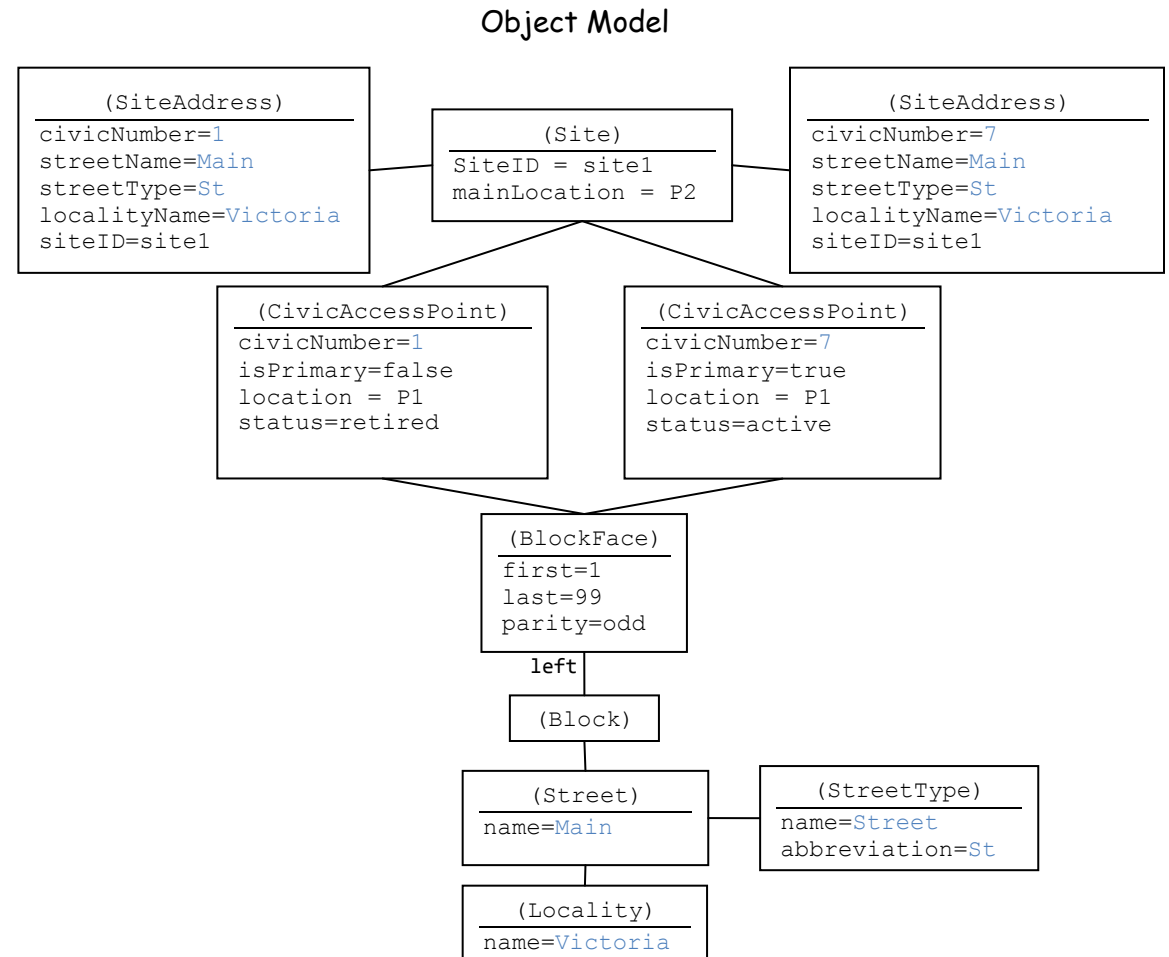 Object Model
(SiteAddress)
civicNumber=1
streetName=Main
streetType=St
localityName=Victoria
siteID=site1
(Site)
SiteID = site1
mainLocation = P2
(SiteAddress)
civicNumber=7
streetName=Main
streetType=St
localityName=Victoria
siteID=site1
(CivicAccessPoint)
civicNumber=1
isPrimary=false
location = P1
status=retired
(CivicAccessPoint)
civicNumber=7
isPrimary=true
location = P1
status=active
(BlockFace)
first=1
last=99
parity=odd
left
(Block)
(Street)
name=Main
(StreetType)
name=Street
abbreviation=St
(Locality)
name=Victoria